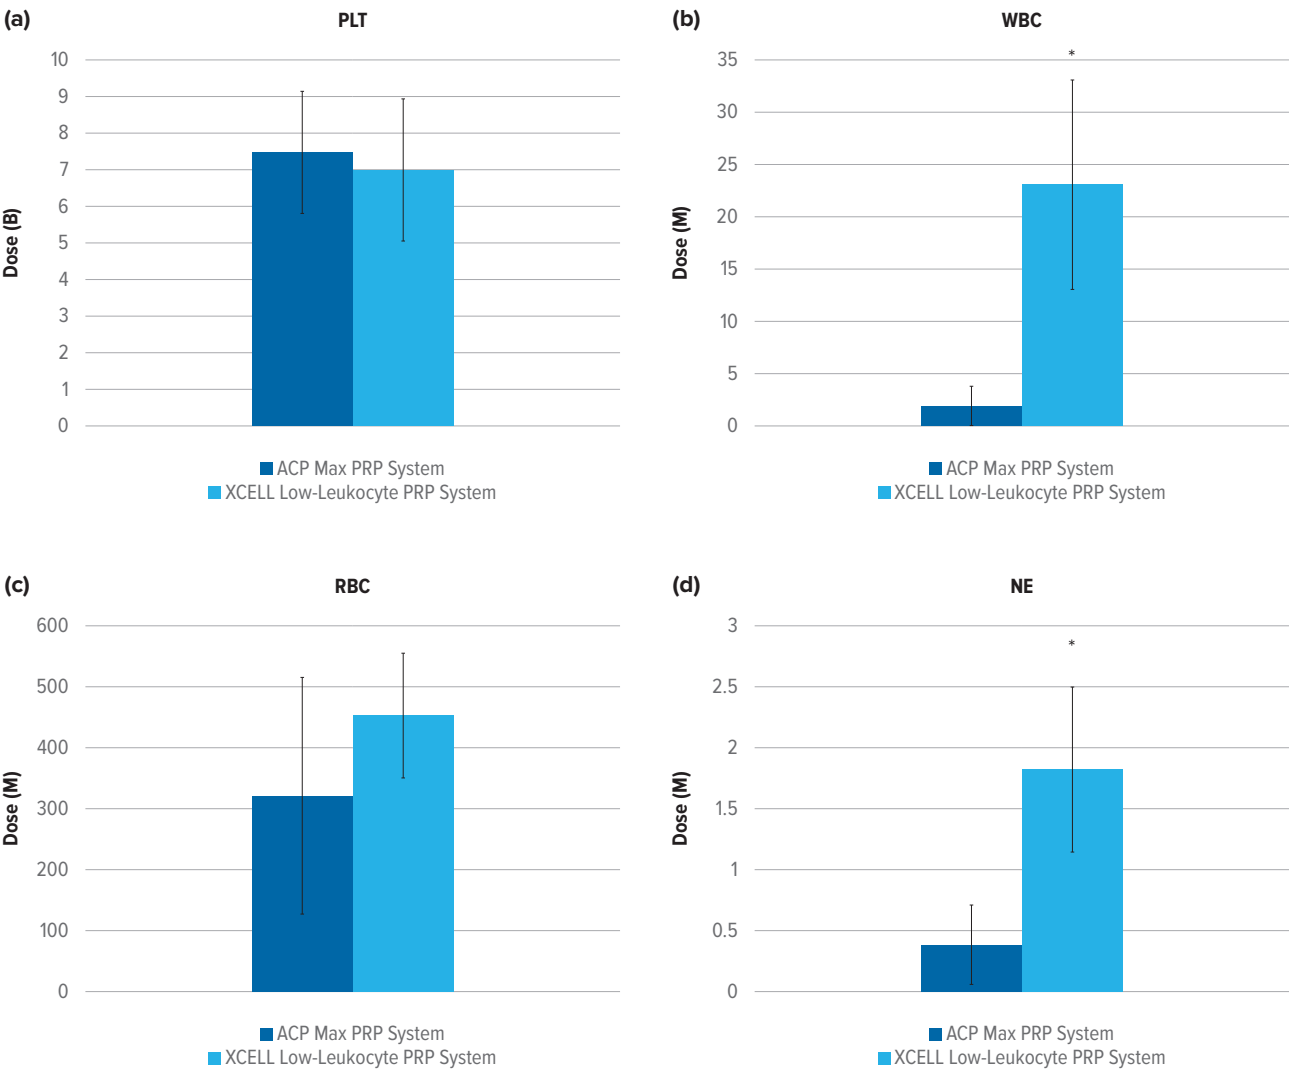 (a)
PLT
10
9
8
7
6
5
4
3
2
1
0
Dose (B)
ACP Max PRP System
XCELL Low-Leukocyte PRP System
(b)
WBC
*
35
30
25
20
15
10
5
0
Dose (M)
ACP Max PRP System
XCELL Low-Leukocyte PRP System
(c)
RBC
600
500
400
300
200
100
0
Dose (M)
ACP Max PRP System
XCELL Low-Leukocyte PRP System
(d)
NE
*
3
2.5
2
1.5
1
0.5
0
Dose (M)
ACP Max PRP System
XCELL Low-Leukocyte PRP System